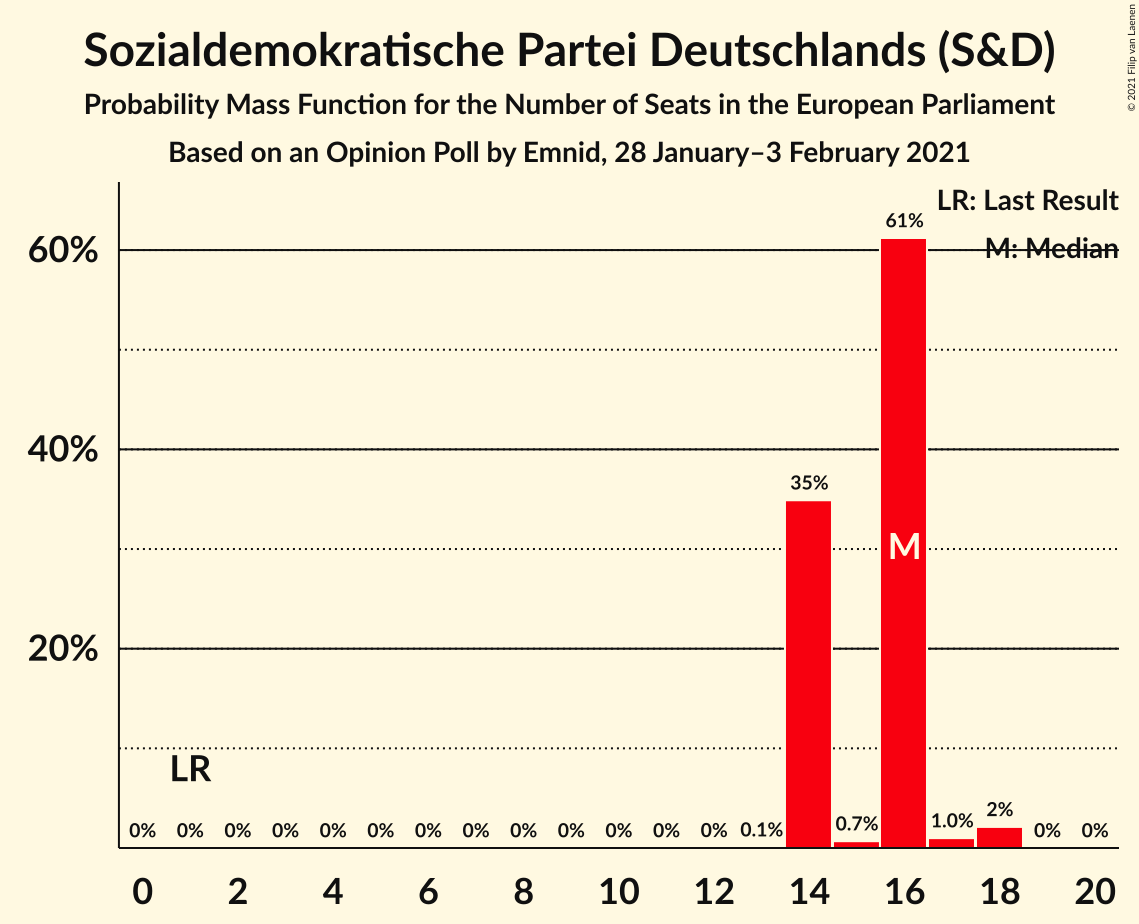 Sozialdemokratische Partei Deutschlands (S&D)
Probability Mass Function for the Number of Seats in the European Parliament
Based on an Opinion Poll by Emnid, 28 January–3 February 2021
© 2021 Filip van Laenen
LR: Last Result
M: Median
60%
40%
20%
61%
35%
M
LR
0% 0% 0% 0% 0% 0% 0% 0% 0% 0% 0% 0% 0% 0.1% 0.7% 1.0% 2% 0% 0%
0 2 4 6 8 10 12 14 16 18 20